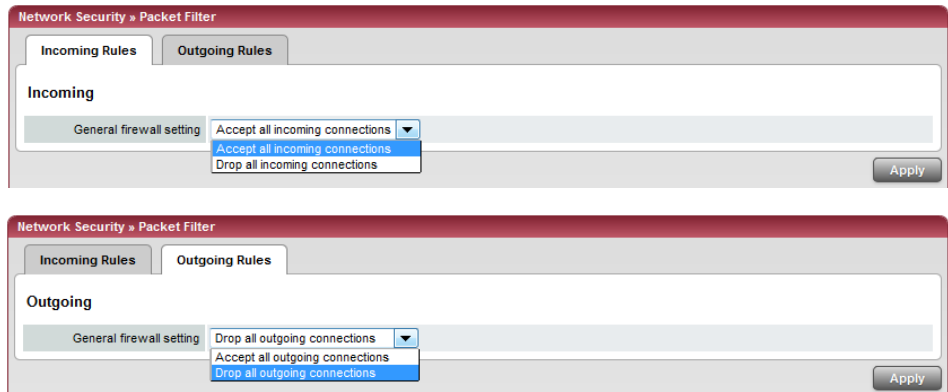 Network Security » Packet Filter
Incoming Rules Outgoing Rules
Incoming
General firewall setting Accept all incoming connections
Accept all incoming connections
Drop all incoming connections
Apply
Network Security » Packet Filter
Incoming Rules Outgoing Rules
Outgoing
General firewall setting Drop all outgoing connections
Accept all outgoing connections
Drop all outgoing connections
Apply